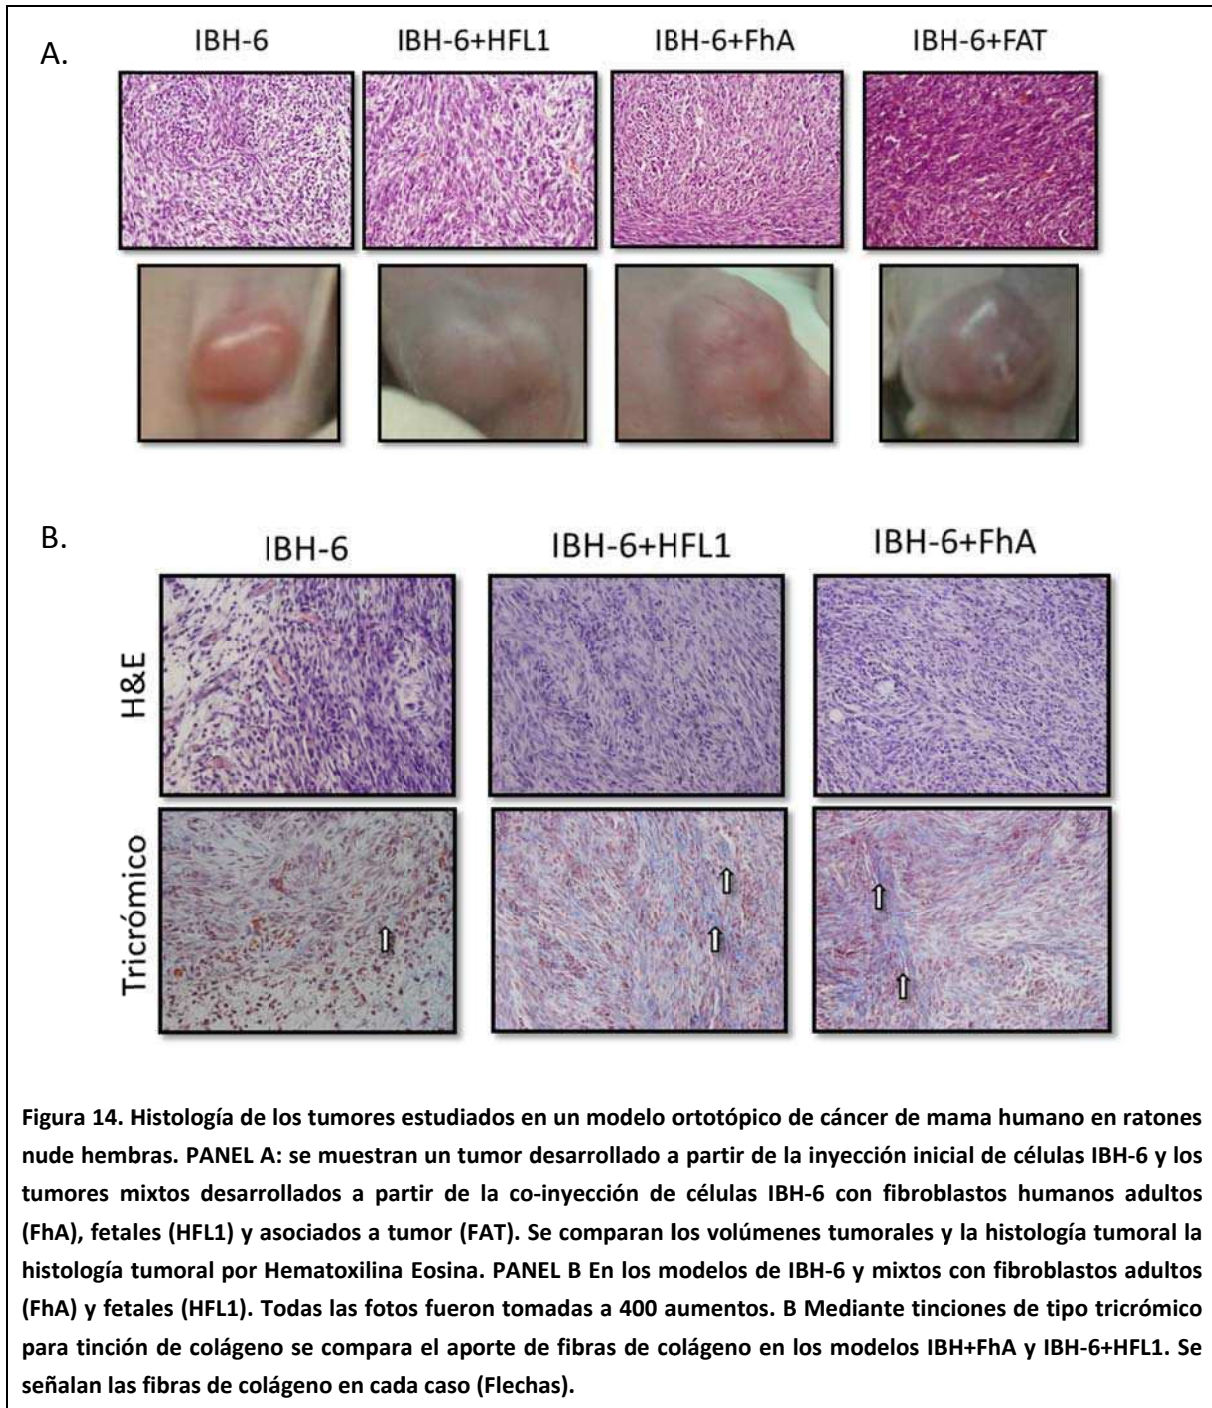 A.
IBH-6
IBH-6+HFL1
IBH-6+FhA
IBH-6+FAT
B.
IBH-6
IBH-6+HFL1
IBH-6+FhA
H&E
Tricrómico
Figura 14. Histología de los tumores estudiados en un modelo ortotópico de cáncer de mama humano en ratones
nude hembras. PANEL A: se muestran un tumor desarrollado a partir de la inyección inicial de células IBH-6 y los
tumores mixtos desarrollados a partir de la co-inyección de células IBH-6 con fibroblastos humanos adultos
(FhA), fetales (HFL1) y asociados a tumor (FAT). Se comparan los volúmenes tumorales y la histología tumoral la
histología tumoral por Hematoxilina Eosina. PANEL B En los modelos de IBH-6 y mixtos con fibroblastos adultos
(FhA) y fetales (HFL1). Todas las fotos fueron tomadas a 400 aumentos. B Mediante tinciones de tipo tricrómico
para tinción de colágeno se compara el aporte de fibras de colágeno en los modelos IBH+FhA y IBH-6+HFL1. Se
señalan las fibras de colágeno en cada caso (Flechas).